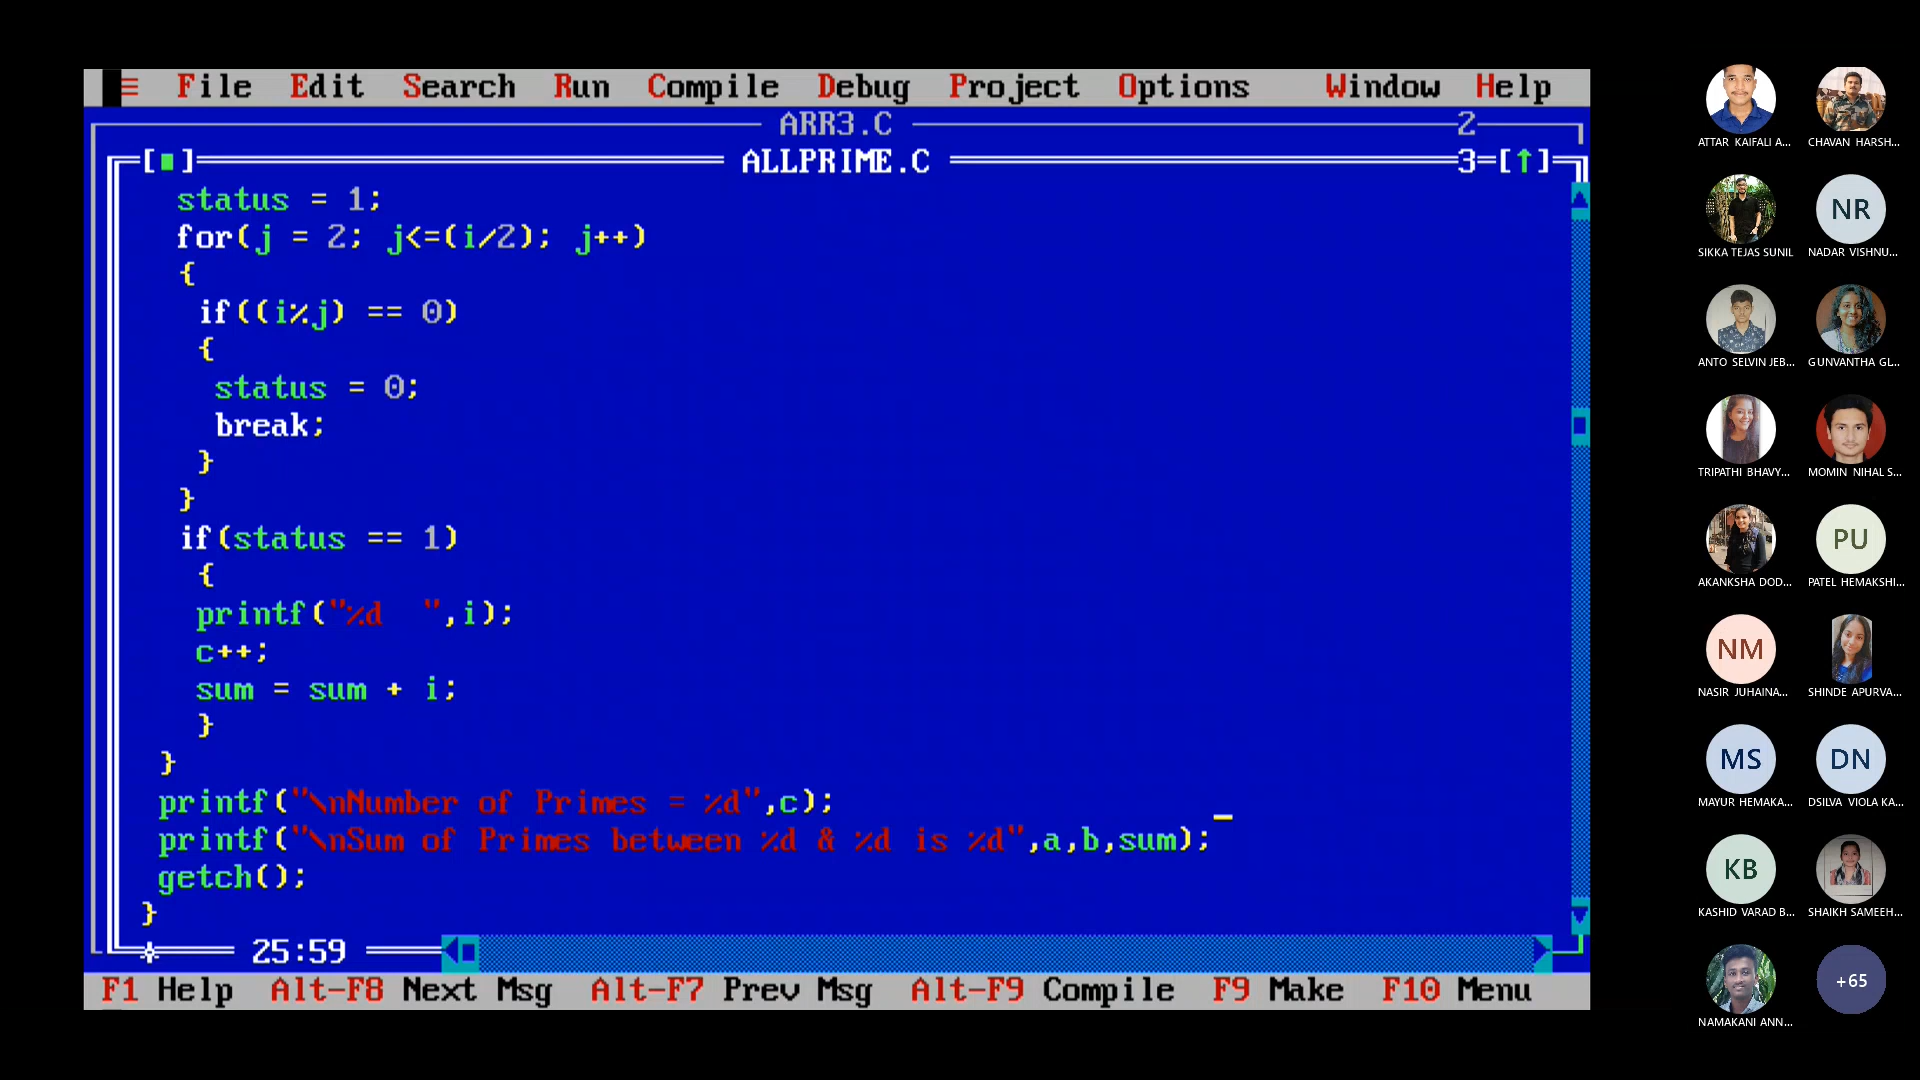 ≡ File Edit Search Run Compile Debug Project Options Window Help
ARR3.C 2
[■] ALLPRIME.C 3=[↑]
status = 1;
for(j = 2; j<=(i/2); j++)
{
if((i%j) == 0)
{
status = 0;
break;
}
}
if(status == 1)
{
printf("%d  ",i);
c++;
sum = sum + i;
}
}
printf("\nNumber of Primes = %d",c);
printf("\nSum of Primes between %d & %d is %d",a,b,sum);
getch();
}
25:59
F1 Help Alt-F8 Next Msg Alt-F7 Prev Msg Alt-F9 Compile F9 Make F10 Menu
ATTAR KAIFALI A... CHAVAN HARSH...
NR
SIKKA TEJAS SUNIL NADAR VISHNU...
ANTO SELVIN JEB... GUNVANTHA GL...
TRIPATHI BHAVY... MOMIN NIHAL S...
PU
AKANKSHA DOD... PATEL HEMAKSHI...
NM
NASIR JUHAINA... SHINDE APURVA...
MS DN
MAYUR HEMAKA... DSILVA VIOLA KA...
KB
KASHID VARAD B... SHAIKH SAMEEH...
+65
NAMAKANI ANN...